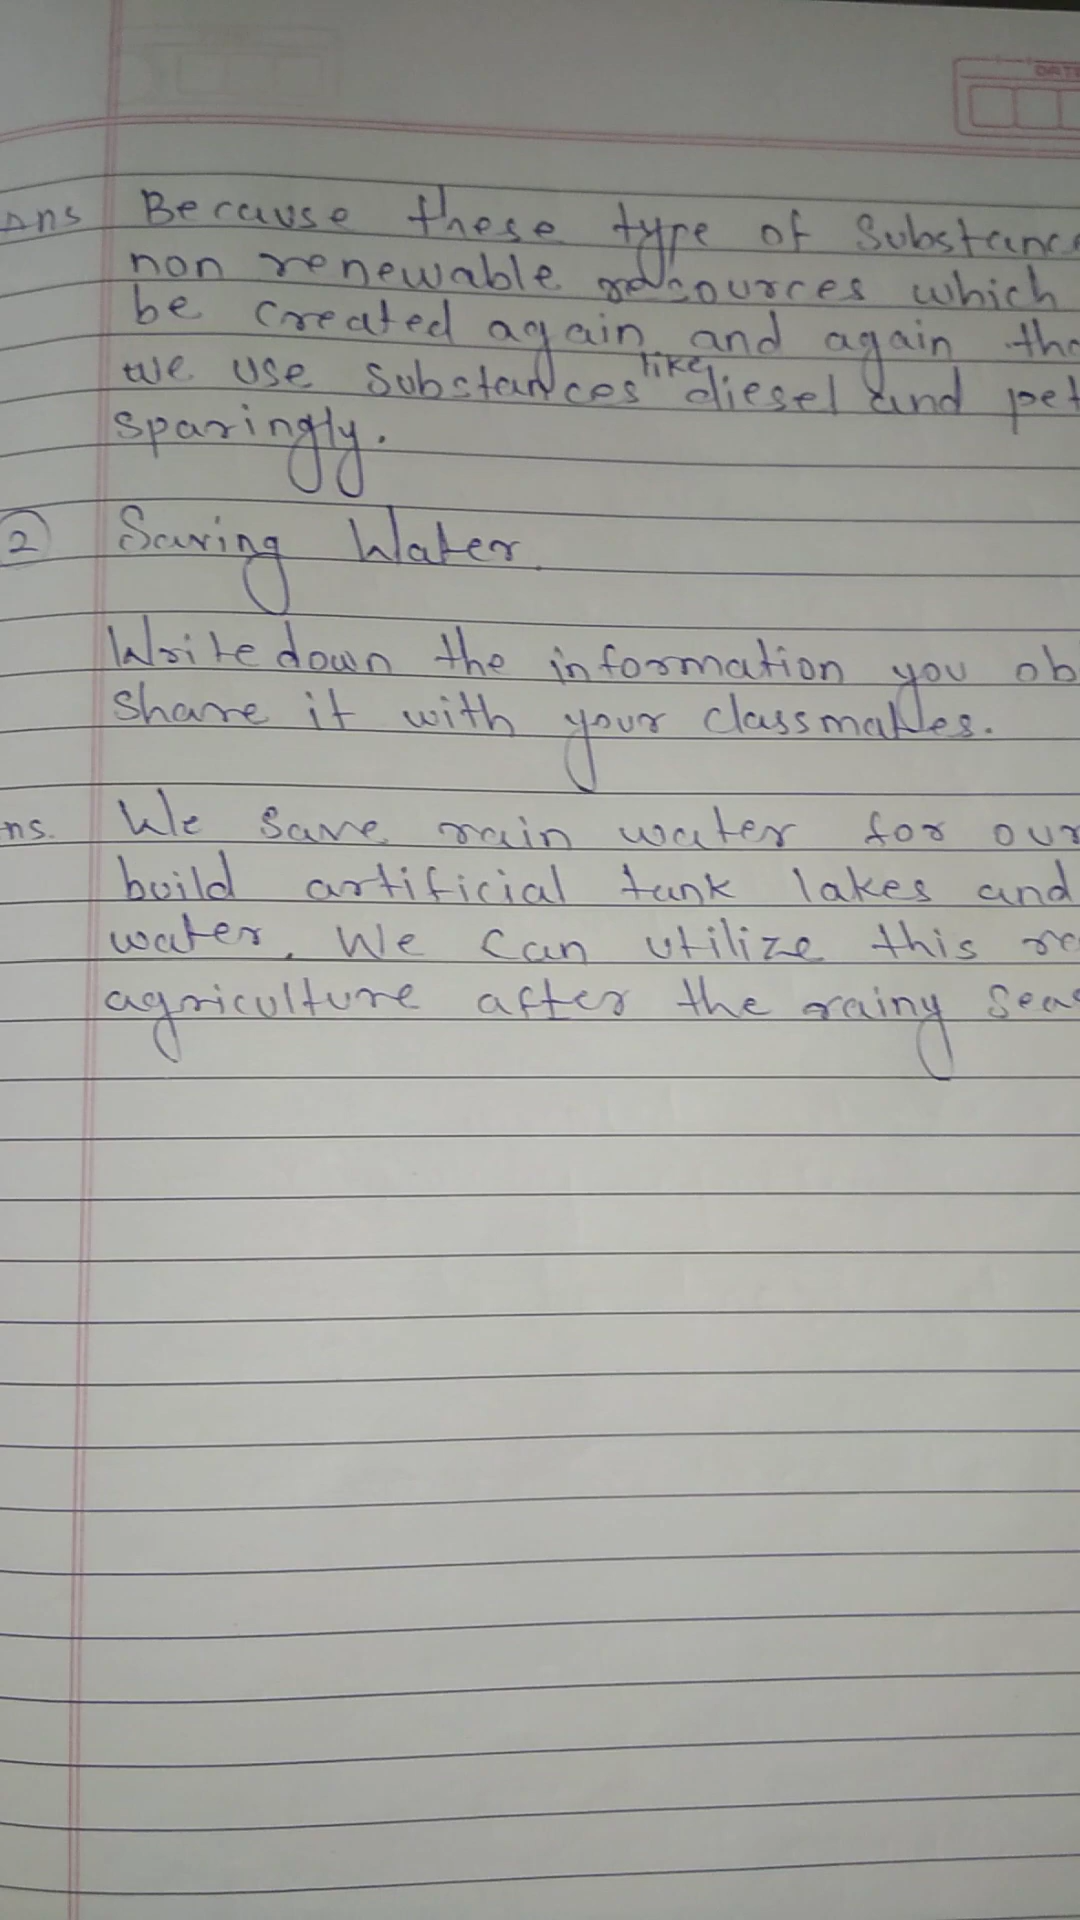 DATE
Ans Because these type of Substanc
non renewable resources which
be created again and again the
we use substances like diesel and pet
sparingly.
2 Saving Water
Write down the information you ob
share it with your classmates.
ns. We save rain water for our
build artificial tank lakes and
water. We can utilize this ra
agriculture after the rainy seas